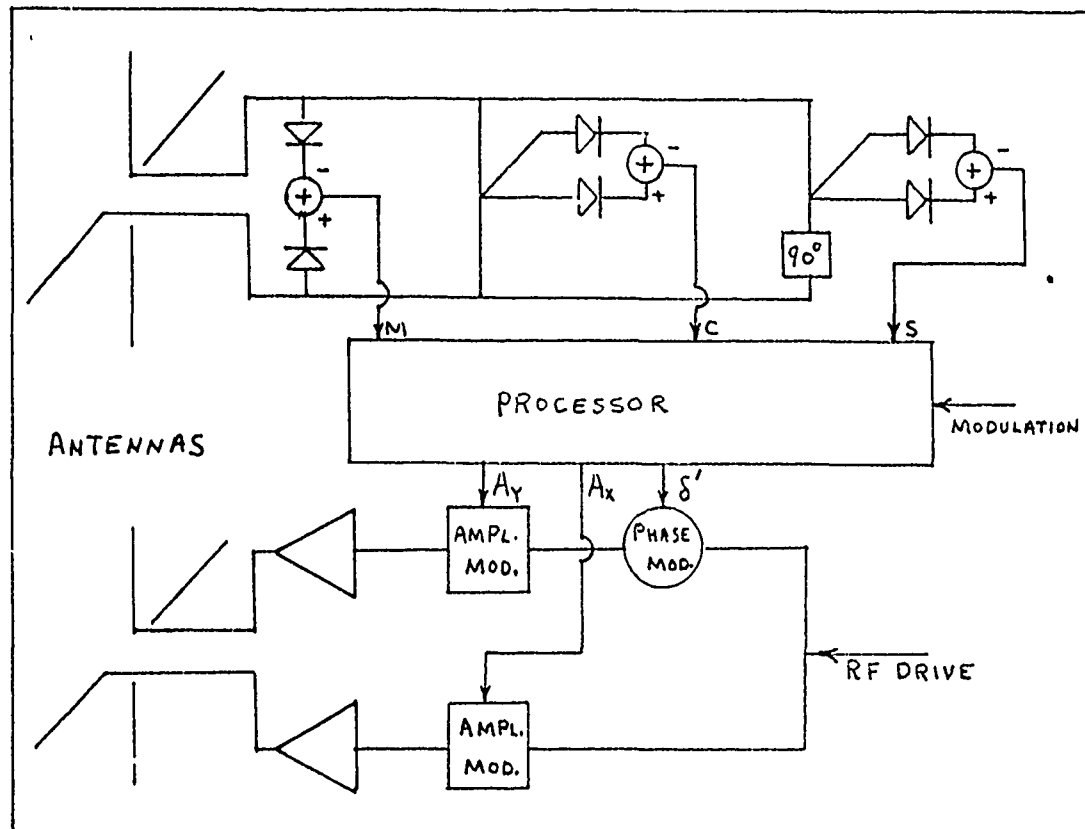 -
+
+
-
+
+
-
+
+
90°
M
C
S
PROCESSOR
MODULATION
ANTENNAS
Ay
Ax
δ'
AMPL.
MOD.
PHASE
MOD.
RF DRIVE
AMPL.
MOD.